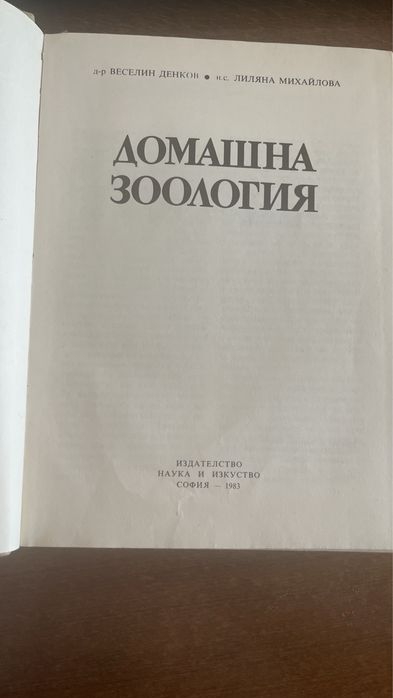 д-р ВЕСЕЛИН ДЕНКОВ ● н.с. ЛИЛЯНА МИХАЙЛОВА
ДОМАШНА
ЗООЛОГИЯ
ИЗДАТЕЛСТВО
НАУКА И ИЗКУСТВО
СОФИЯ — 1983